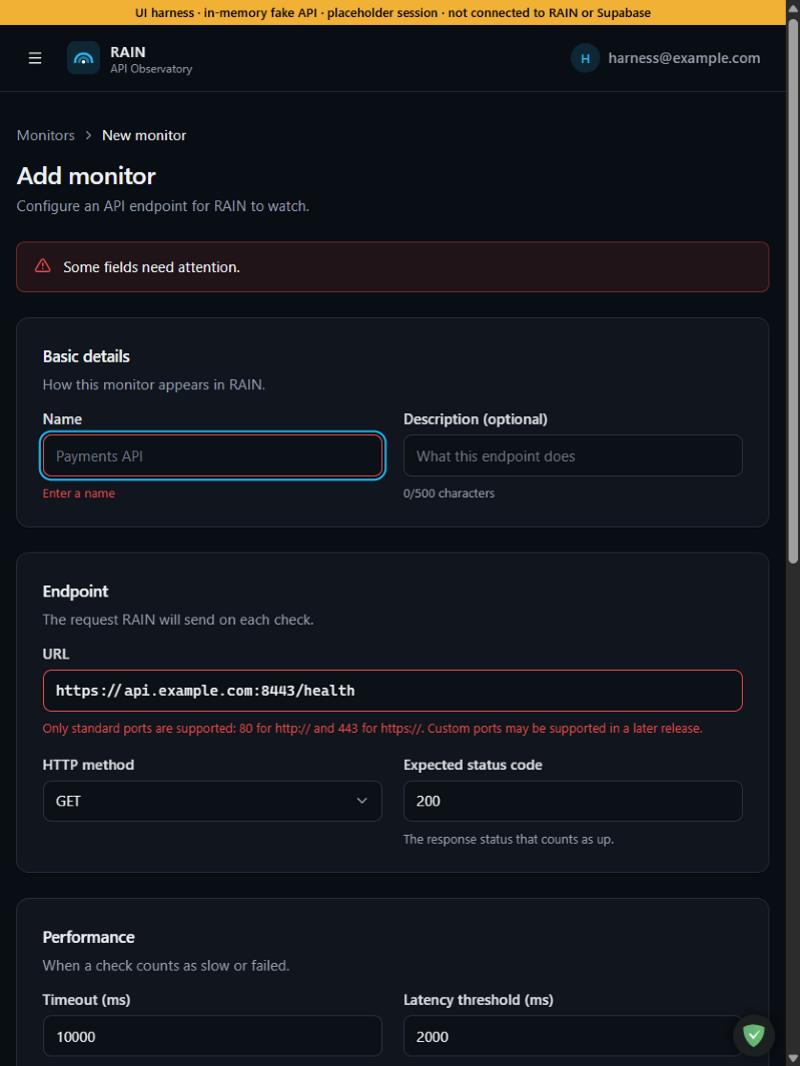 UI harness · in-memory fake API · placeholder session · not connected to RAIN or Supabase
RAIN
API Observatory
H
harness@example.com
Monitors > New monitor
Add monitor
Configure an API endpoint for RAIN to watch.
Some fields need attention.
Basic details
How this monitor appears in RAIN.
Name
Description (optional)
Payments API
What this endpoint does
Enter a name
0/500 characters
Endpoint
The request RAIN will send on each check.
URL
https://api.example.com:8443/health
Only standard ports are supported: 80 for http:// and 443 for https://. Custom ports may be supported in a later release.
HTTP method
Expected status code
GET
200
The response status that counts as up.
Performance
When a check counts as slow or failed.
Timeout (ms)
Latency threshold (ms)
10000
2000